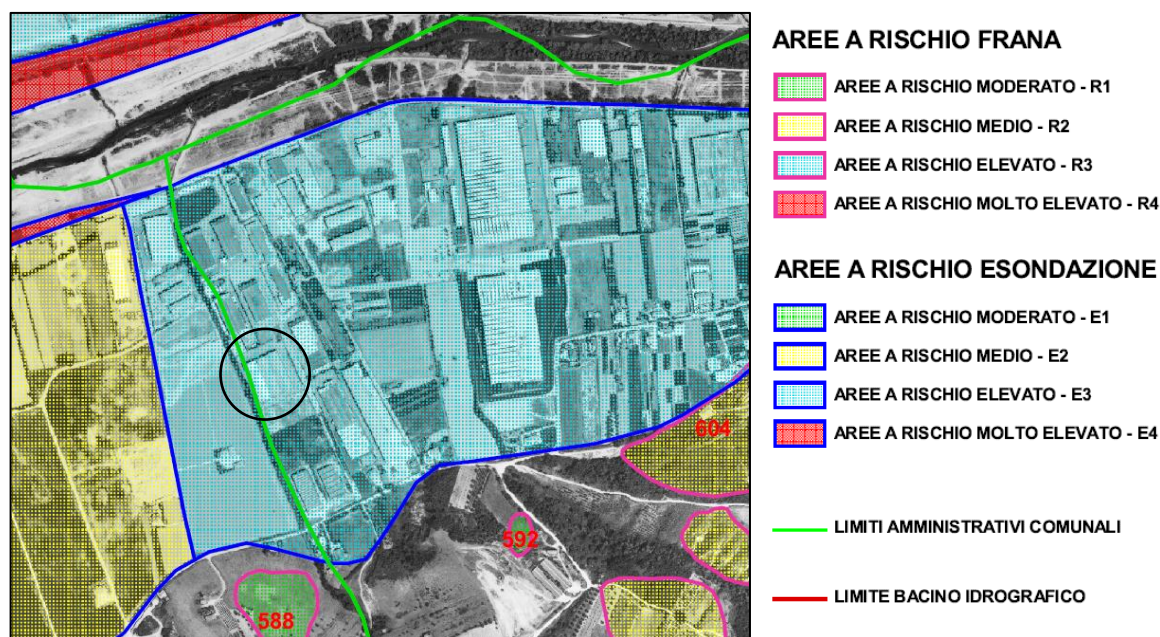 AREE A RISCHIO FRANA
AREE A RISCHIO MODERATO - R1
AREE A RISCHIO MEDIO - R2
AREE A RISCHIO ELEVATO - R3
AREE A RISCHIO MOLTO ELEVATO - R4
AREE A RISCHIO ESONDAZIONE
AREE A RISCHIO MODERATO - E1
AREE A RISCHIO MEDIO - E2
AREE A RISCHIO ELEVATO - E3
AREE A RISCHIO MOLTO ELEVATO - E4
LIMITI AMMINISTRATIVI COMUNALI
LIMITE BACINO IDROGRAFICO
604
592
588